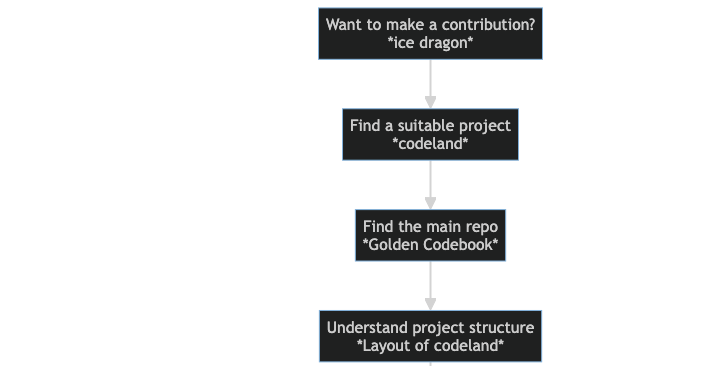 Want to make a contribution?
*ice dragon*
Find a suitable project
*codeland*
Find the main repo
*Golden Codebook*
Understand project structure
*Layout of codeland*